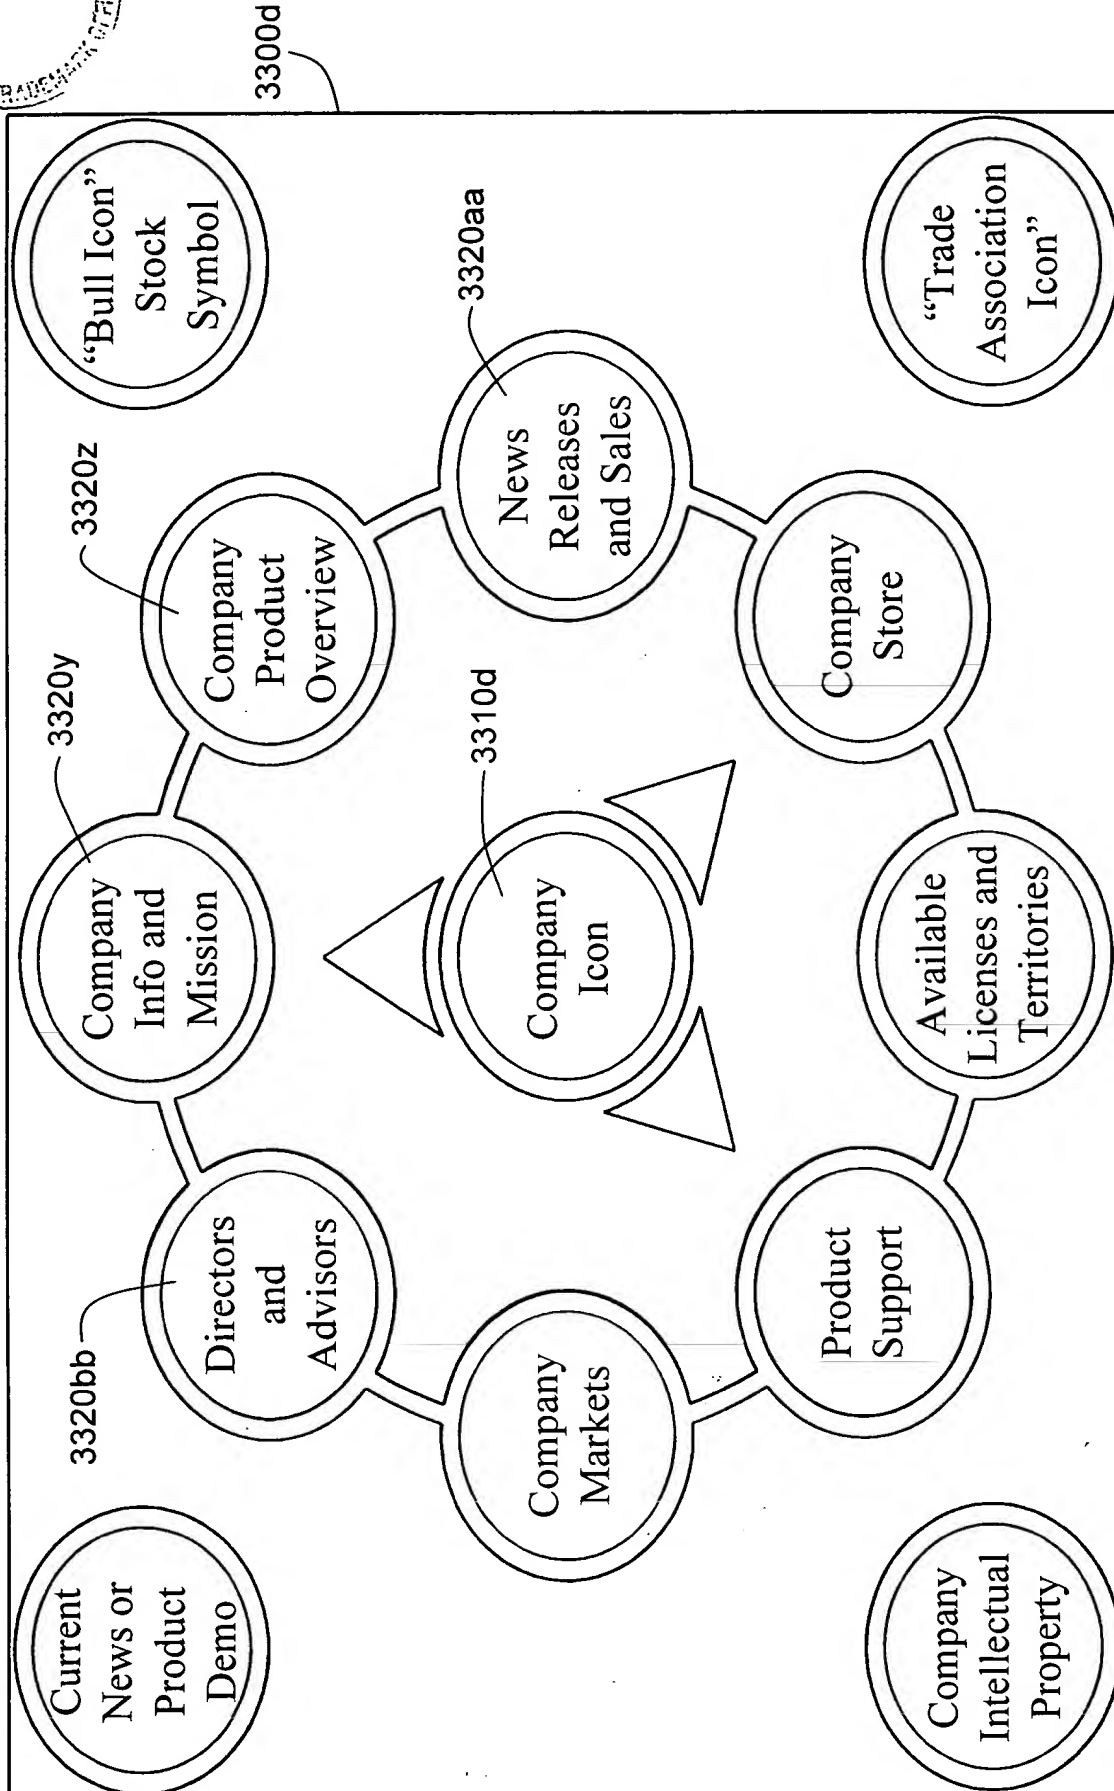 RADEMARK OFFI
3300d
Current
News or
Product
Demo
3320bb
Directors
and
Advisors
3320y
Company
Info and
Mission
3320z
Company
Product
Overview
“Bull Icon”
Stock
Symbol
Company
Markets
3310d
Company
Icon
3320aa
News
Releases
and Sales
Company
Intellectual
Property
Product
Support
Available
Licenses and
Territories
Company
Store
“Trade
Association
Icon”